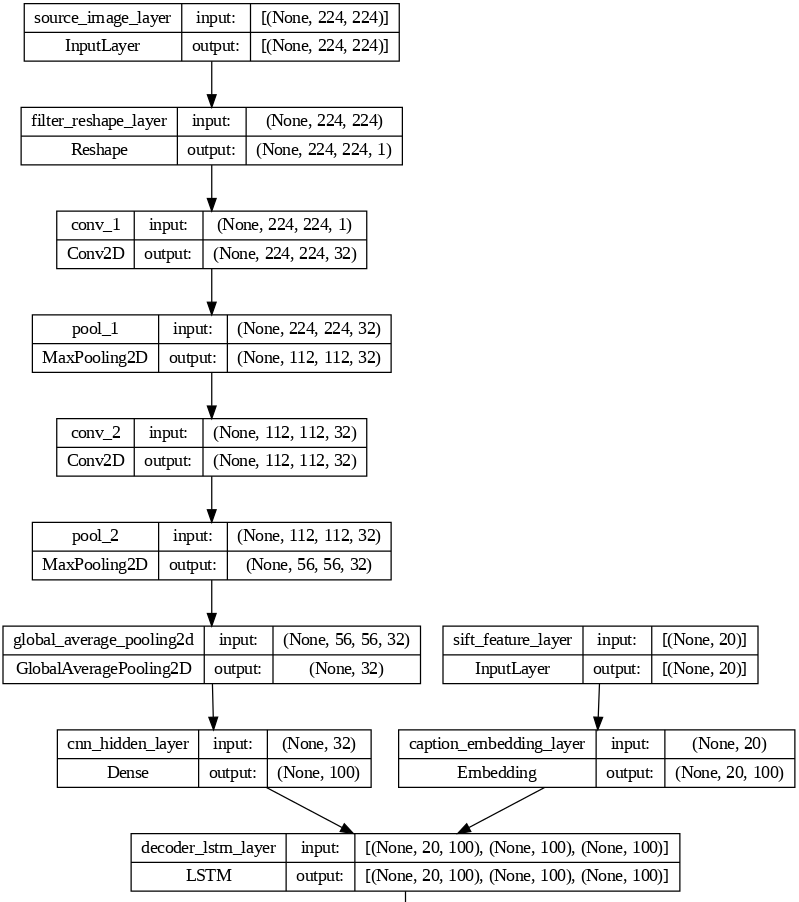 source_image_layer input: [(None, 224, 224)]
InputLayer output: [(None, 224, 224)]
filter_reshape_layer input: (None, 224, 224)
Reshape output: (None, 224, 224, 1)
conv_1 input: (None, 224, 224, 1)
Conv2D output: (None, 224, 224, 32)
pool_1 input: (None, 224, 224, 32)
MaxPooling2D output: (None, 112, 112, 32)
conv_2 input: (None, 112, 112, 32)
Conv2D output: (None, 112, 112, 32)
pool_2 input: (None, 112, 112, 32)
MaxPooling2D output: (None, 56, 56, 32)
global_average_pooling2d input: (None, 56, 56, 32)
GlobalAveragePooling2D output: (None, 32)
sift_feature_layer input: [(None, 20)]
InputLayer output: [(None, 20)]
cnn_hidden_layer input: (None, 32)
Dense output: (None, 100)
caption_embedding_layer input: (None, 20)
Embedding output: (None, 20, 100)
decoder_lstm_layer input: [(None, 20, 100), (None, 100), (None, 100)]
LSTM output: [(None, 20, 100), (None, 100), (None, 100)]